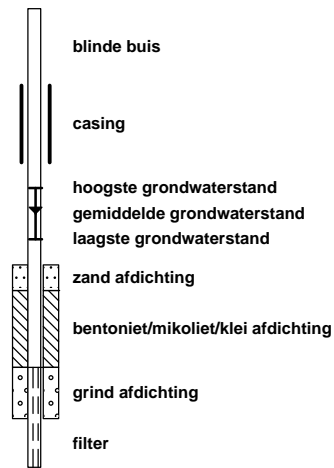 blinde buis
casing
hoogste grondwaterstand
gemiddelde grondwaterstand
laagste grondwaterstand
zand afdichting
bentoniet/mikoliet/klei afdichting
grind afdichting
filter